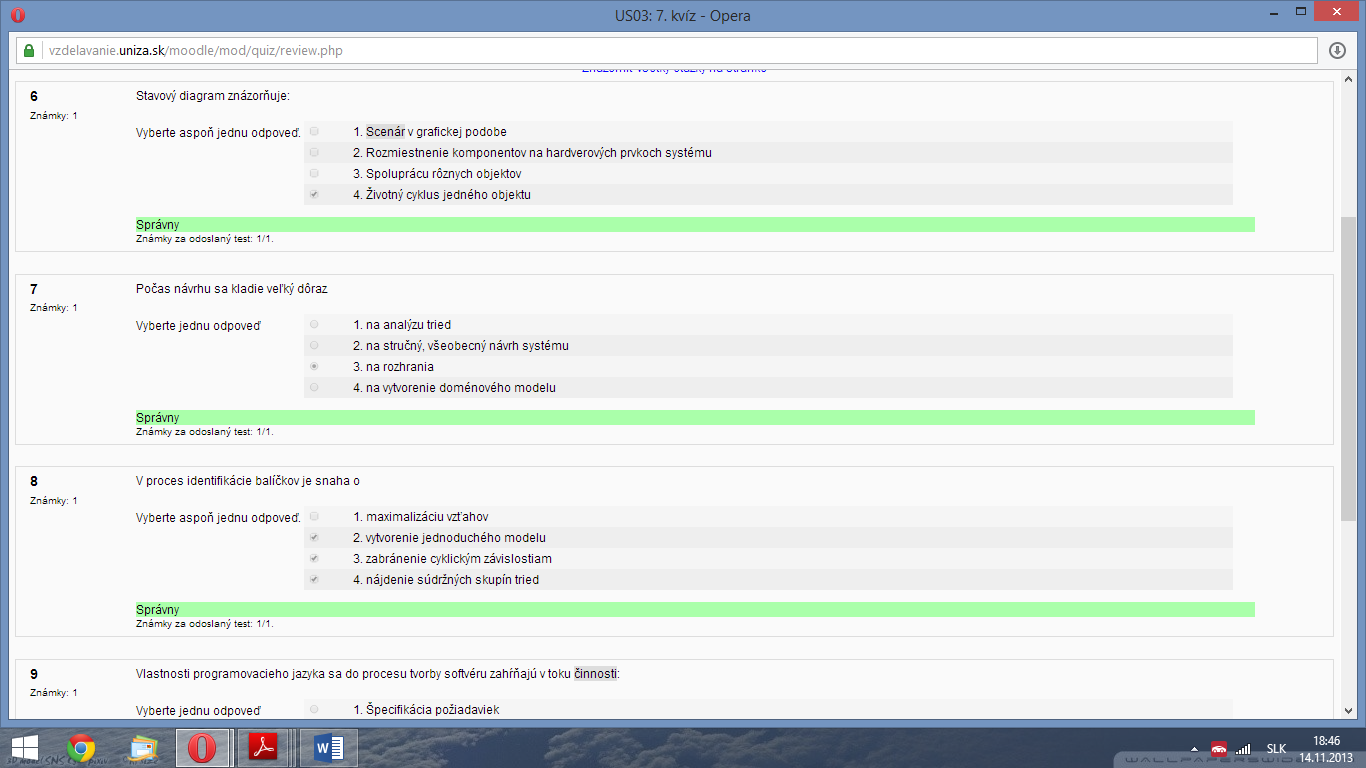 US03: 7. kvíz - Opera
vzdelavanie.uniza.sk/moodle/mod/quiz/review.php
6
Známky: 1
Stavový diagram znázorňuje:
Vyberte aspoň jednu odpoveď.
1. Scenár v grafickej podobe
2. Rozmiestnenie komponentov na hardverových prvkoch systému
3. Spoluprácu rôznych objektov
4. Životný cyklus jedného objektu
Správny
Známky za odoslaný test: 1/1.
7
Známky: 1
Počas návrhu sa kladie veľký dôraz
Vyberte jednu odpoveď
1. na analýzu tried
2. na stručný, všeobecný návrh systému
3. na rozhrania
4. na vytvorenie doménového modelu
Správny
Známky za odoslaný test: 1/1.
8
Známky: 1
V proces identifikácie balíčkov je snaha o
Vyberte aspoň jednu odpoveď.
1. maximalizáciu vzťahov
2. vytvorenie jednoduchého modelu
3. zabránenie cyklickým závislostiam
4. nájdenie súdržných skupín tried
Správny
Známky za odoslaný test: 1/1.
9
Známky: 1
Vlastnosti programovacieho jazyka sa do procesu tvorby softvéru zahŕňajú v toku činnosti:
Vyberte jednu odpoveď
1. Špecifikácia požiadaviek
SLK
18:46
14.11.2013